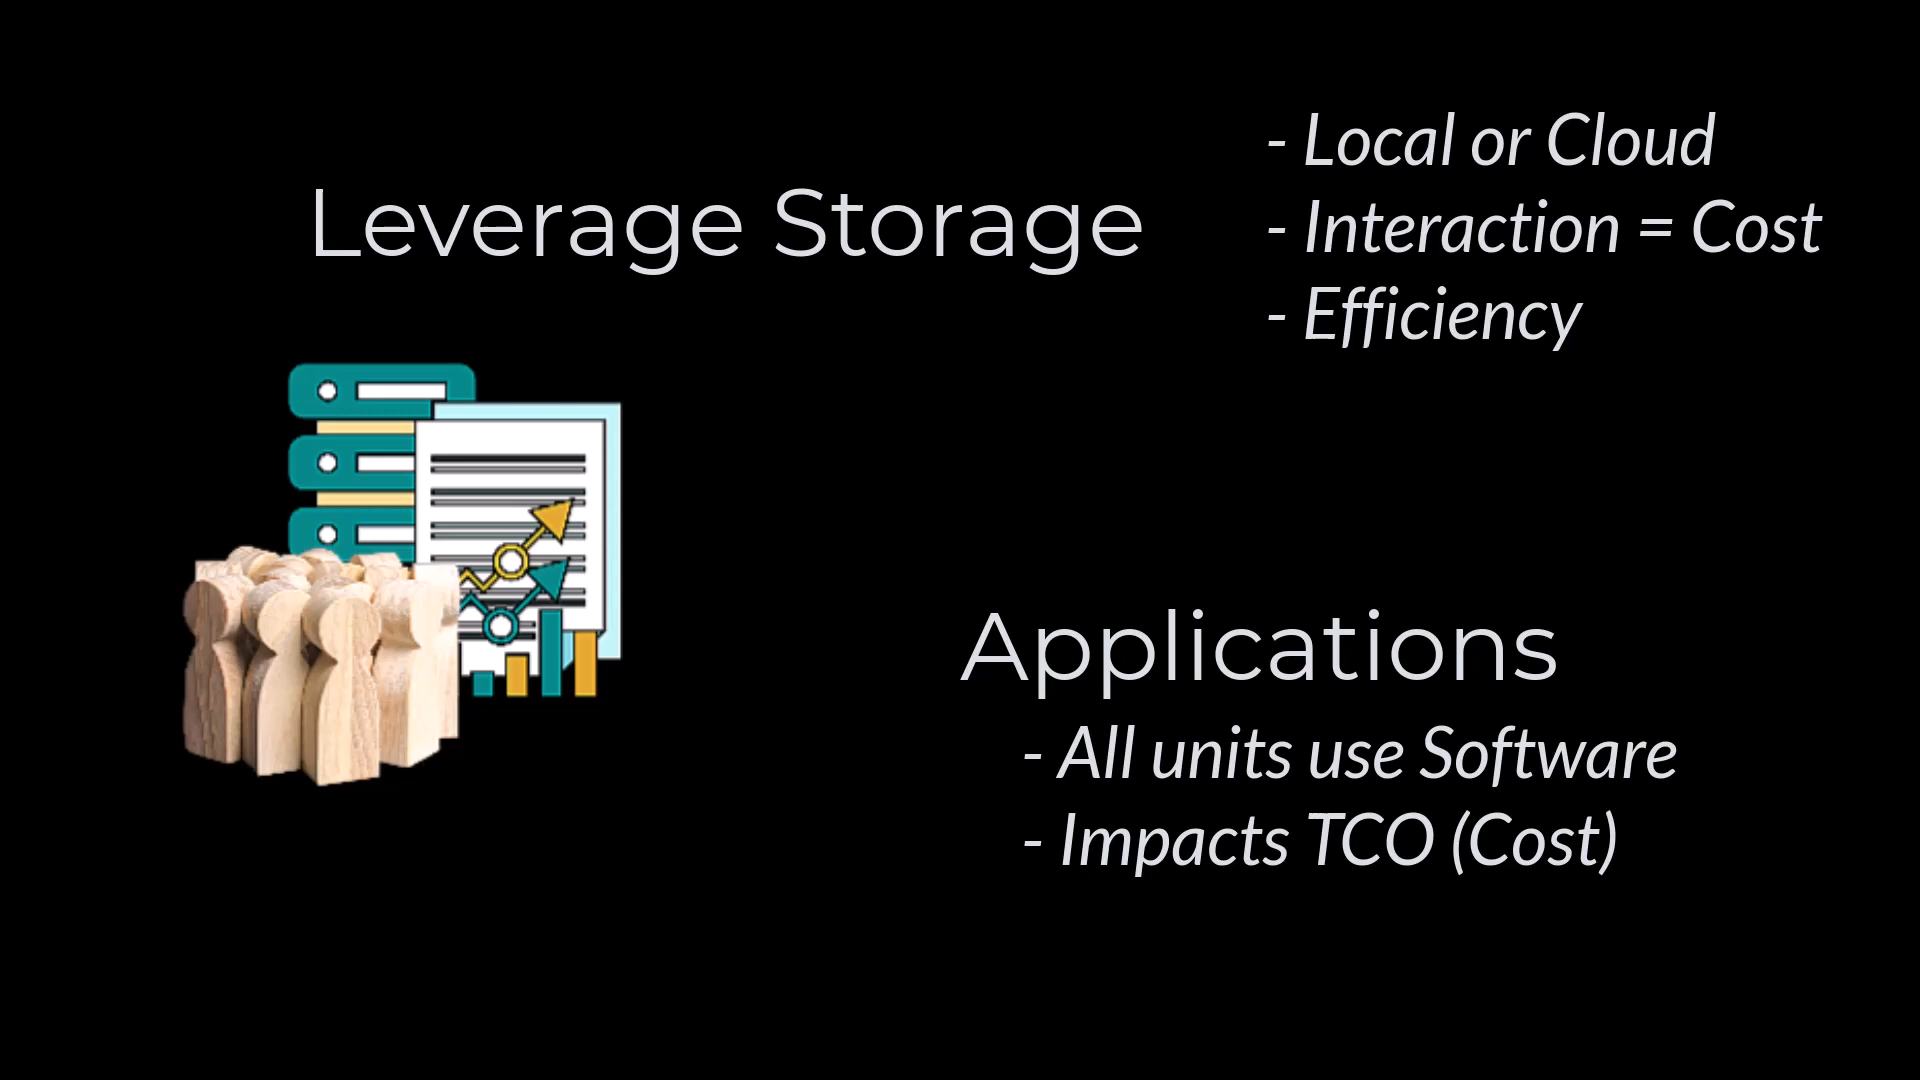 Leverage Storage
- Local or Cloud
- Interaction = Cost
- Efficiency
Applications
- All units use Software
- Impacts TCO (Cost)